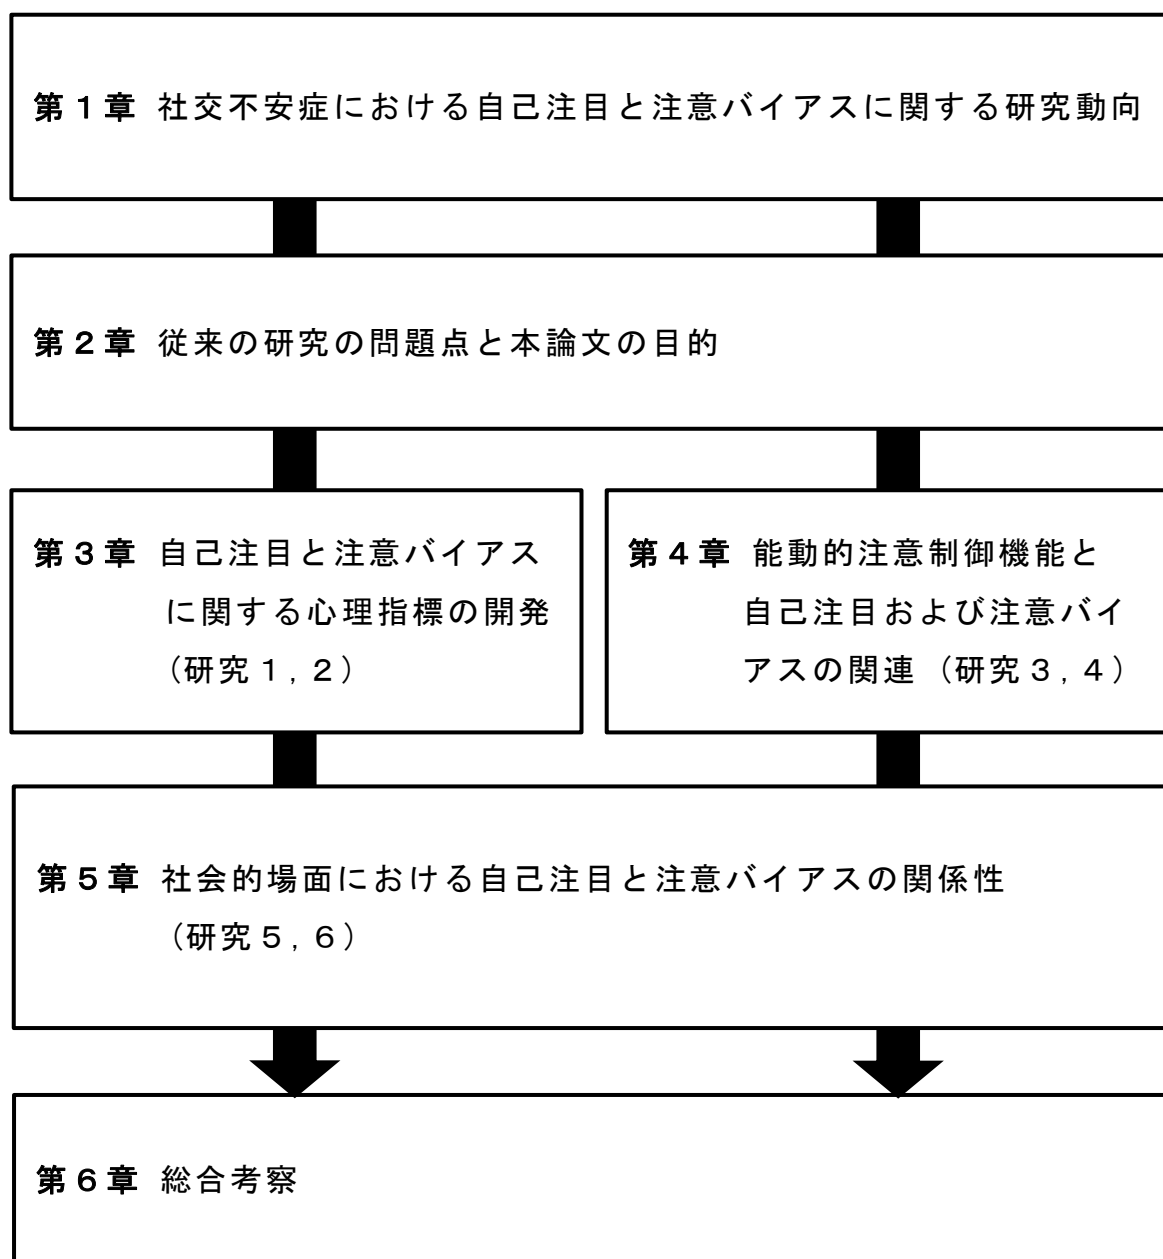 第１章 社交不安症における自己注目と注意バイアスに関する研究動向
第２章 従来の研究の問題点と本論文の目的
第３章 自己注目と注意バイアス
に関する心理指標の開発
（研究１，２）
第４章 能動的注意制御機能と
自己注目および注意バイ
アスの関連（研究３，４）
第５章 社会的場面における自己注目と注意バイアスの関係性
（研究５，６）
第６章 総合考察